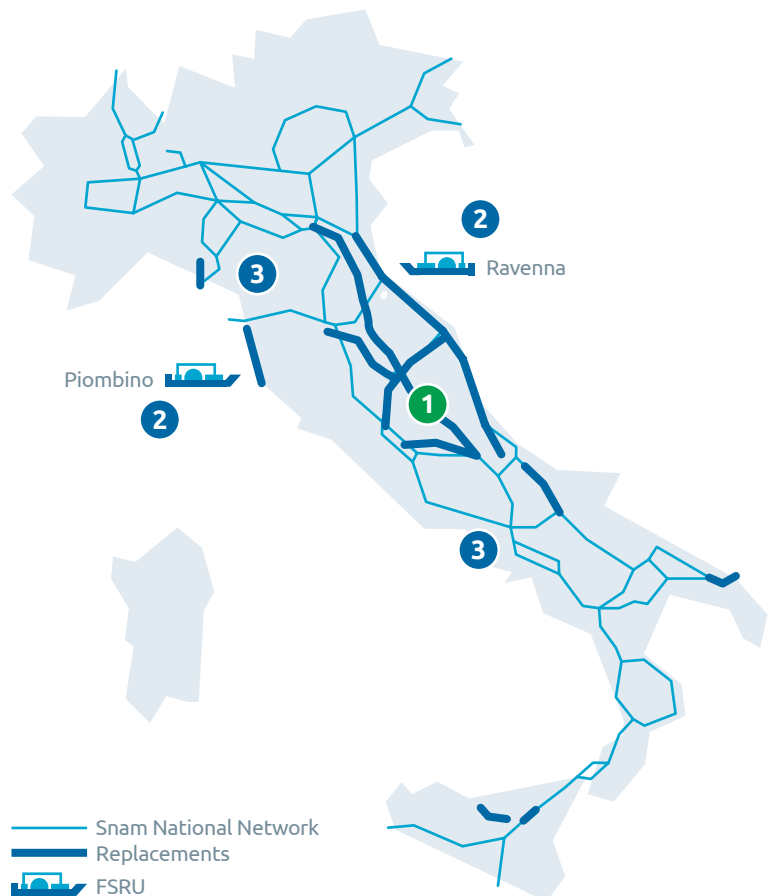 2
Ravenna
3
Piombino
2
1
3
Snam National Network
Replacements
FSRU